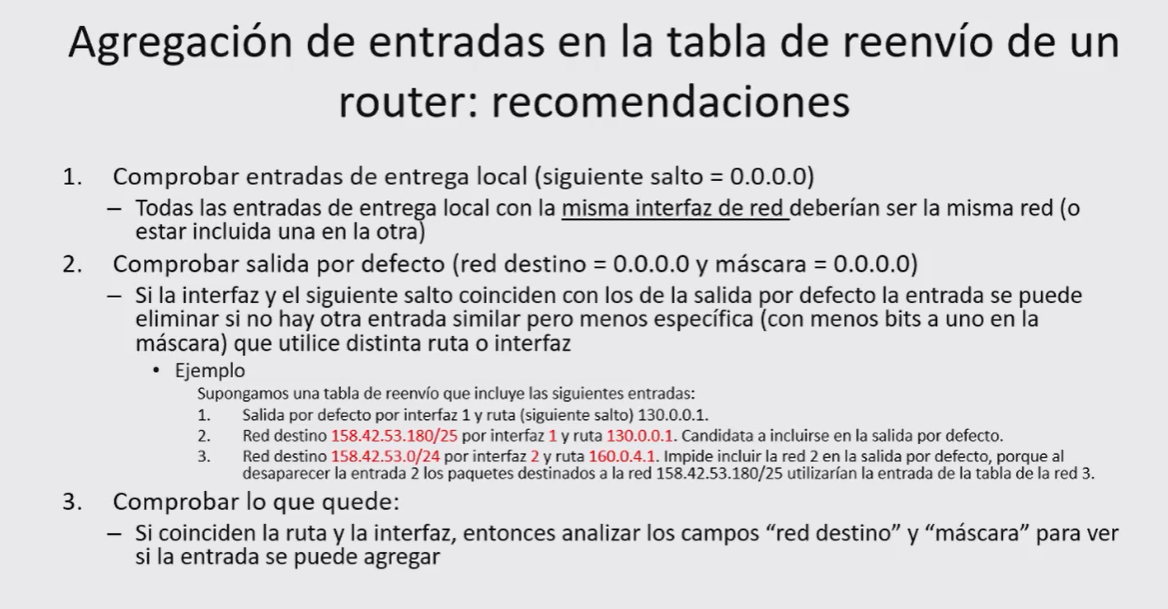 Agregación de entradas en la tabla de reenvío de un
router: recomendaciones
1. Comprobar entradas de entrega local (siguiente salto = 0.0.0.0)
– Todas las entradas de entrega local con la misma interfaz de red deberían ser la misma red (o
estar incluida una en la otra)
2. Comprobar salida por defecto (red destino = 0.0.0.0 y máscara = 0.0.0.0)
– Si la interfaz y el siguiente salto coinciden con los de la salida por defecto la entrada se puede
eliminar si no hay otra entrada similar pero menos específica (con menos bits a uno en la
máscara) que utilice distinta ruta o interfaz
• Ejemplo
Supongamos una tabla de reenvío que incluye las siguientes entradas:
1. Salida por defecto por interfaz 1 y ruta (siguiente salto) 130.0.0.1.
2. Red destino 158.42.53.180/25 por interfaz 1 y ruta 130.0.0.1. Candidata a incluirse en la salida por defecto.
3. Red destino 158.42.53.0/24 por interfaz 2 y ruta 160.0.4.1. Impide incluir la red 2 en la salida por defecto, porque al
desaparecer la entrada 2 los paquetes destinados a la red 158.42.53.180/25 utilizarían la entrada de la tabla de la red 3.
3. Comprobar lo que quede:
– Si coinciden la ruta y la interfaz, entonces analizar los campos “red destino” y “máscara” para ver
si la entrada se puede agregar